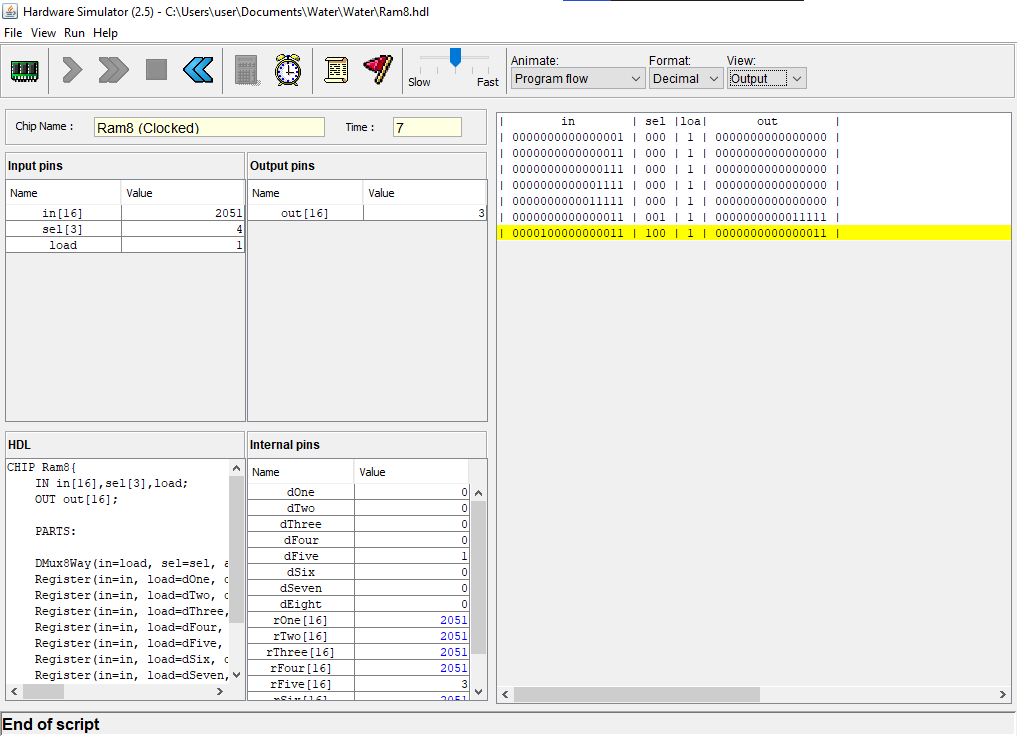 Hardware Simulator (2.5) - C:\Users\user\Documents\Water\Water\Ram8.hdl
File View Run Help
Slow Fast
Animate: Format: View:
Program flow Decimal Output
Chip Name : Ram8 (Clocked) Time : 7
Input pins
Name Value
in[16] 2051
sel[3] 4
load 1
Output pins
Name Value
out[16] 3
| in | sel |loa| out |
| 0000000000000001 | 000 | 1 | 0000000000000000 |
| 0000000000000011 | 000 | 1 | 0000000000000000 |
| 0000000000000111 | 000 | 1 | 0000000000000000 |
| 0000000000001111 | 000 | 1 | 0000000000000000 |
| 0000000000011111 | 000 | 1 | 0000000000000000 |
| 0000000000000011 | 001 | 1 | 0000000000011111 |
| 0000100000000011 | 100 | 1 | 0000000000000011 |
HDL
CHIP Ram8{
IN in[16],sel[3],load;
OUT out[16];
PARTS:
DMux8Way(in=load, sel=sel, a
Register(in=in, load=dOne, 
Register(in=in, load=dTwo, 
Register(in=in, load=dThree,
Register(in=in, load=dFour,
Register(in=in, load=dFive,
Register(in=in, load=dSix, 
Register(in=in, load=dSeven,
Internal pins
Name Value
dOne 0
dTwo 0
dThree 0
dFour 0
dFive 1
dSix 0
dSeven 0
dEight 0
rOne[16] 2051
rTwo[16] 2051
rThree[16] 2051
rFour[16] 2051
rFive[16] 3
rSix[16] 2051
End of script